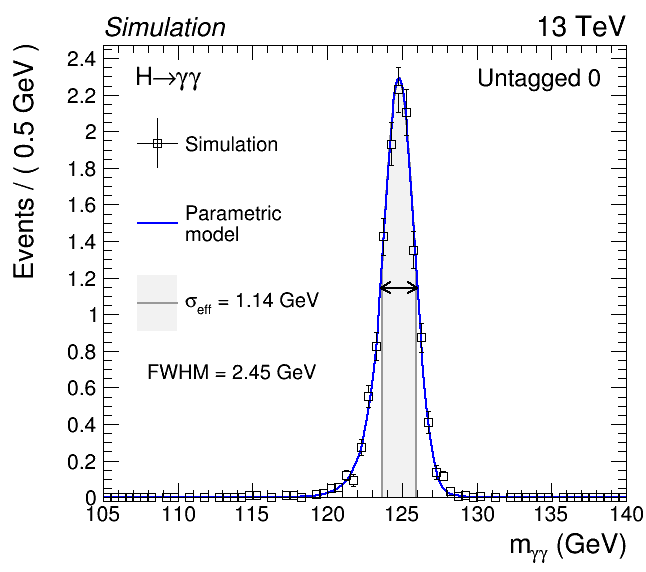 Simulation
13 TeV
Events / ( 0.5 GeV )
2.4
2.2
2
1.8
1.6
1.4
1.2
1
0.8
0.6
0.4
0.2
0
H→γγ
Untagged 0
Simulation
Parametric
model
σeff = 1.14 GeV
FWHM = 2.45 GeV
105 110 115 120 125 130 135 140
mγγ (GeV)